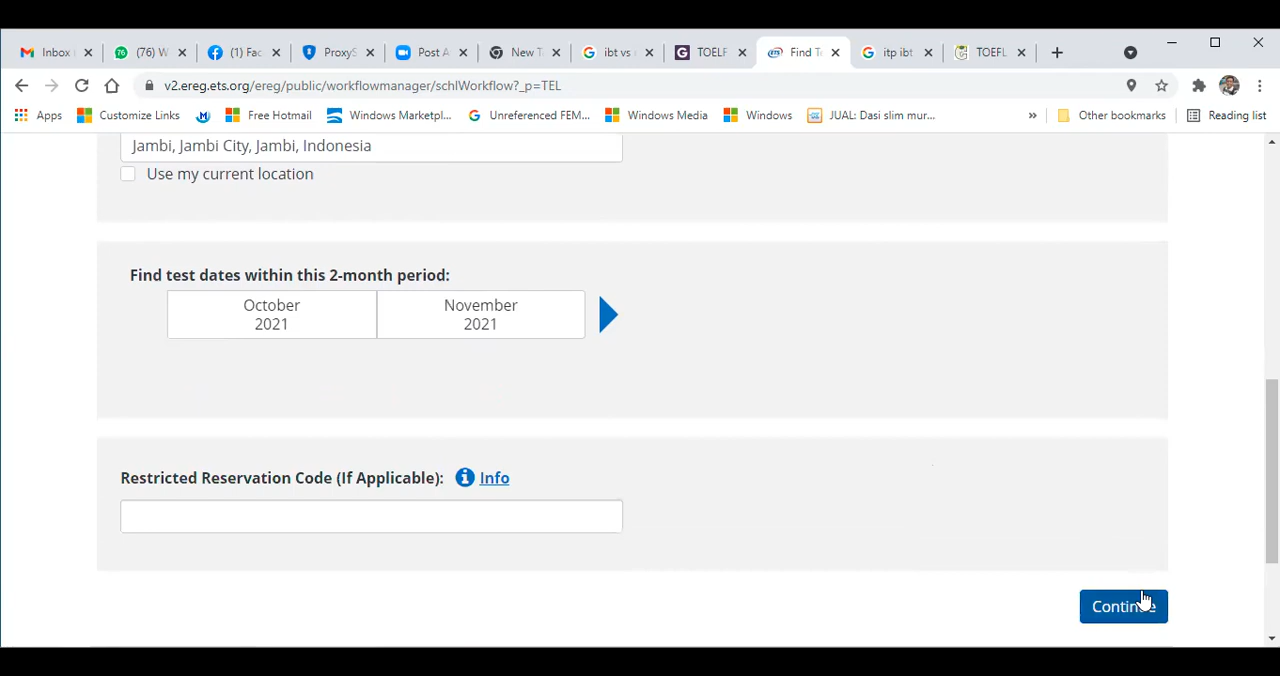 Inbox
(76) W
(1) Fac
ProxyS
Post A
New T
ibt vs
TOELF
Find T
itp ibt
TOEFL
v2.ereg.ets.org/ereg/public/workflowmanager/schlWorkflow?_p=TEL
Apps
Customize Links
Free Hotmail
Windows Marketpl...
Unreferenced FEM...
Windows Media
Windows
JUAL: Dasi slim mur...
»
Other bookmarks
Reading list
Jambi, Jambi City, Jambi, Indonesia
Use my current location
Find test dates within this 2-month period:
October
2021
November
2021
Restricted Reservation Code (If Applicable):
Info
Continue